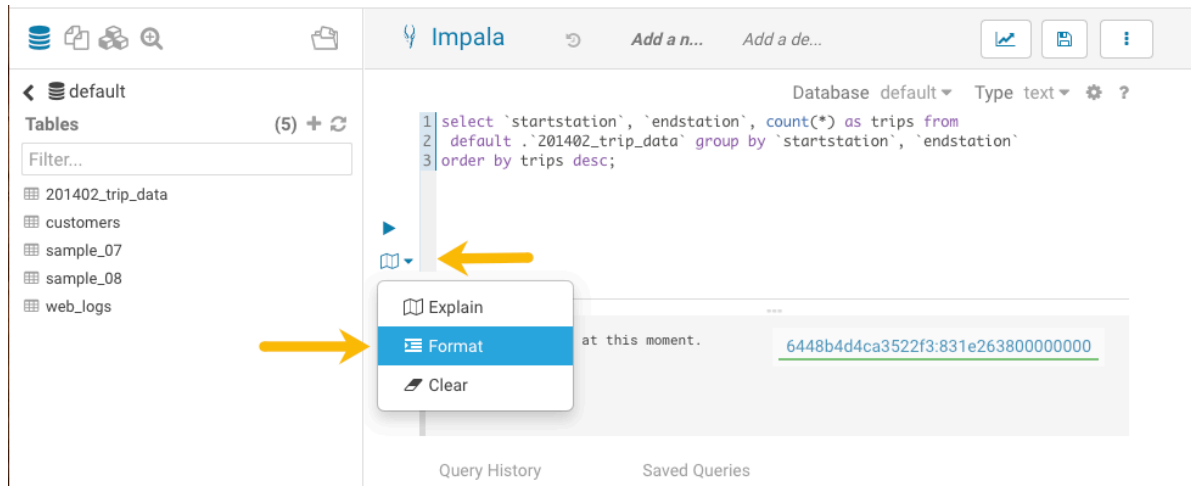 Impala
Add a n...
Add a de...
default
Database default Type text ?
Tables (5)
Filter...
201402_trip_data
customers
sample_07
sample_08
web_logs
1 select `startstation`, `endstation`, count(*) as trips from
2 default .`201402_trip_data` group by `startstation`, `endstation`
3 order by trips desc;
Explain
Format
Clear
at this moment.
6448b4d4ca3522f3:831e263800000000
Query History Saved Queries